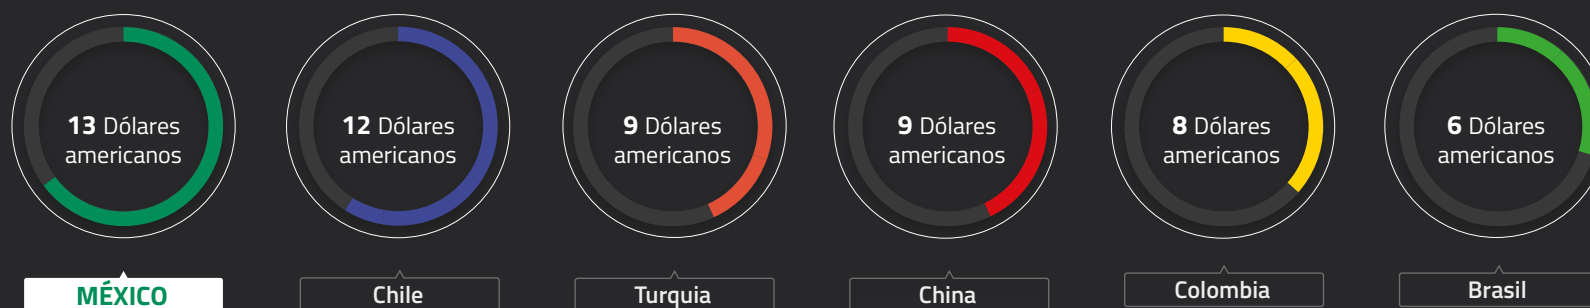 13 Dólares
americanos
12 Dólares
americanos
9 Dólares
americanos
9 Dólares
americanos
8 Dólares
americanos
6 Dólares
americanos
MÉXICO
Chile
Turquia
China
Colombia
Brasil